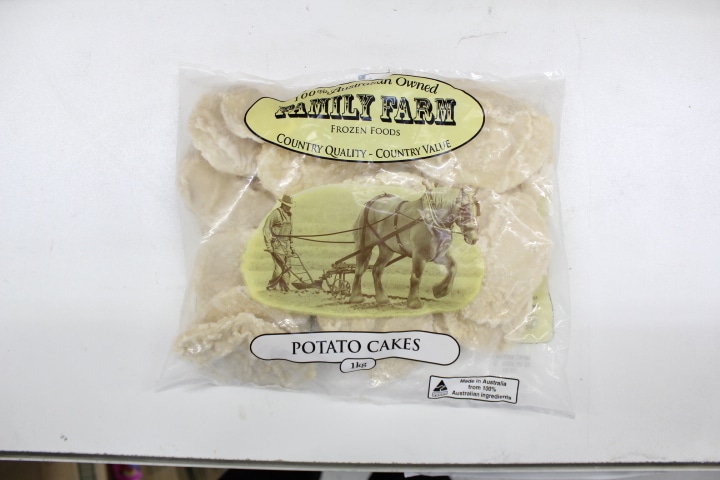 100% Australian Owned
FAMILY FARM
FROZEN FOODS
COUNTRY QUALITY - COUNTRY VALUE
POTATO CAKES
1kg
Made in Australia
from 100%
Australian ingredients